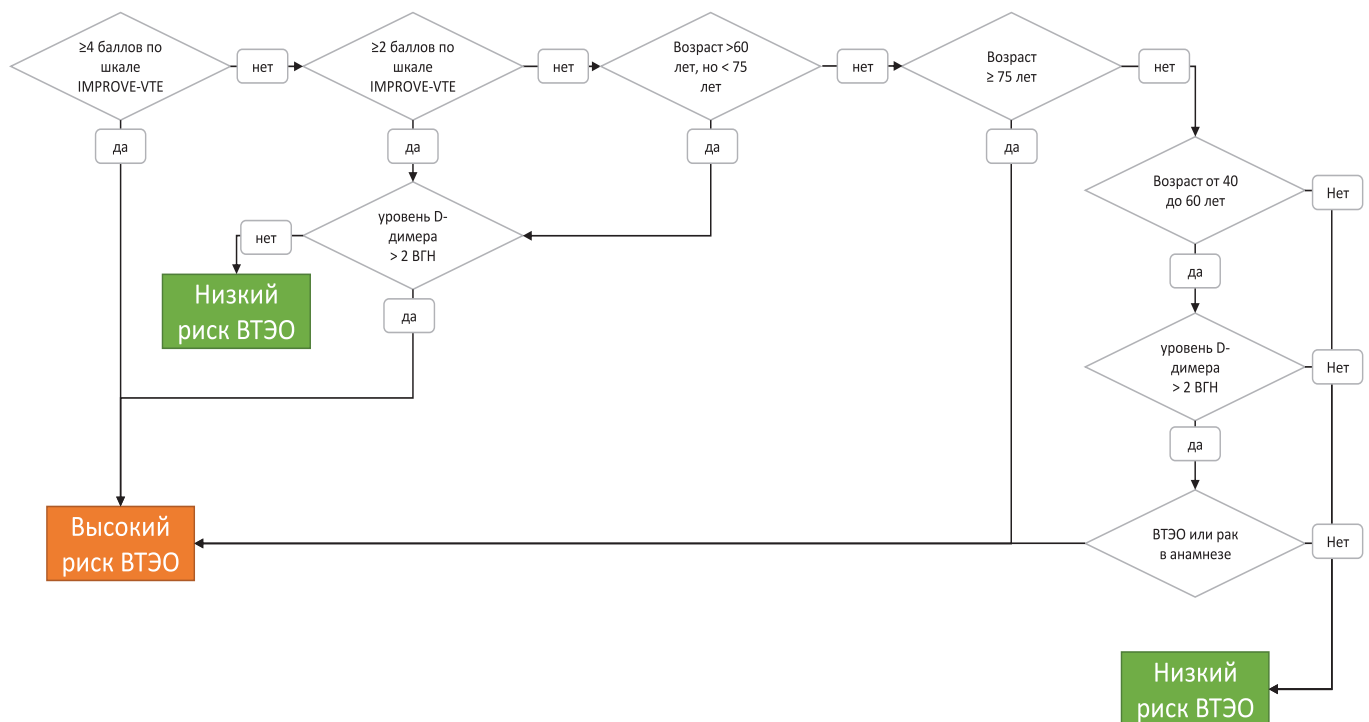 ≥4 баллов по
шкале
IMPROVE-VTE
нет
≥2 баллов по
шкале
IMPROVE-VTE
нет
Возраст >60
лет, но < 75
лет
нет
Возраст
≥ 75 лет
нет
да
да
да
да
Возраст от 40
до 60 лет
Нет
уровень D-
димера
> 2 ВГН
нет
да
Низкий
риск ВТЭО
да
уровень D-
димера
> 2 ВГН
Нет
да
Высокий
риск ВТЭО
ВТЭО или рак
в анамнезе
Нет
Низкий
риск ВТЭО